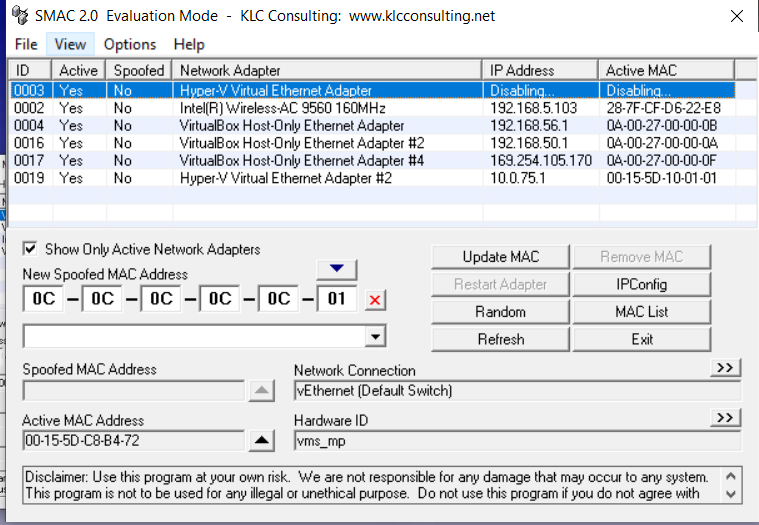 SMAC 2.0 Evaluation Mode - KLC Consulting: www.klcconsulting.net
File View Options Help
ID Active Spoofed Network Adapter IP Address Active MAC
0003 Yes No Hyper-V Virtual Ethernet Adapter Disabling... Disabling...
0002 Yes No Intel(R) Wireless-AC 9560 160MHz 192.168.5.103 28-7F-CF-D6-22-E8
0004 Yes No VirtualBox Host-Only Ethernet Adapter 192.168.56.1 0A-00-27-00-00-0B
0016 Yes No VirtualBox Host-Only Ethernet Adapter #2 192.168.50.1 0A-00-27-00-00-0A
0017 Yes No VirtualBox Host-Only Ethernet Adapter #4 169.254.105.170 0A-00-27-00-00-0F
0019 Yes No Hyper-V Virtual Ethernet Adapter #2 10.0.75.1 00-15-5D-10-01-01
Show Only Active Network Adapters
New Spoofed MAC Address
0C - 0C - 0C - 0C - 0C - 01
Update MAC Remove MAC
Restart Adapter IPConfig
Random MAC List
Refresh Exit
Spoofed MAC Address
Network Connection >>
vEthernet (Default Switch)
Active MAC Address
00-15-5D-C8-B4-72
Hardware ID >>
vms_mp
Disclaimer: Use this program at your own risk. We are not responsible for any damage that may occur to any system.
This program is not to be used for any illegal or unethical purpose. Do not use this program if you do not agree with